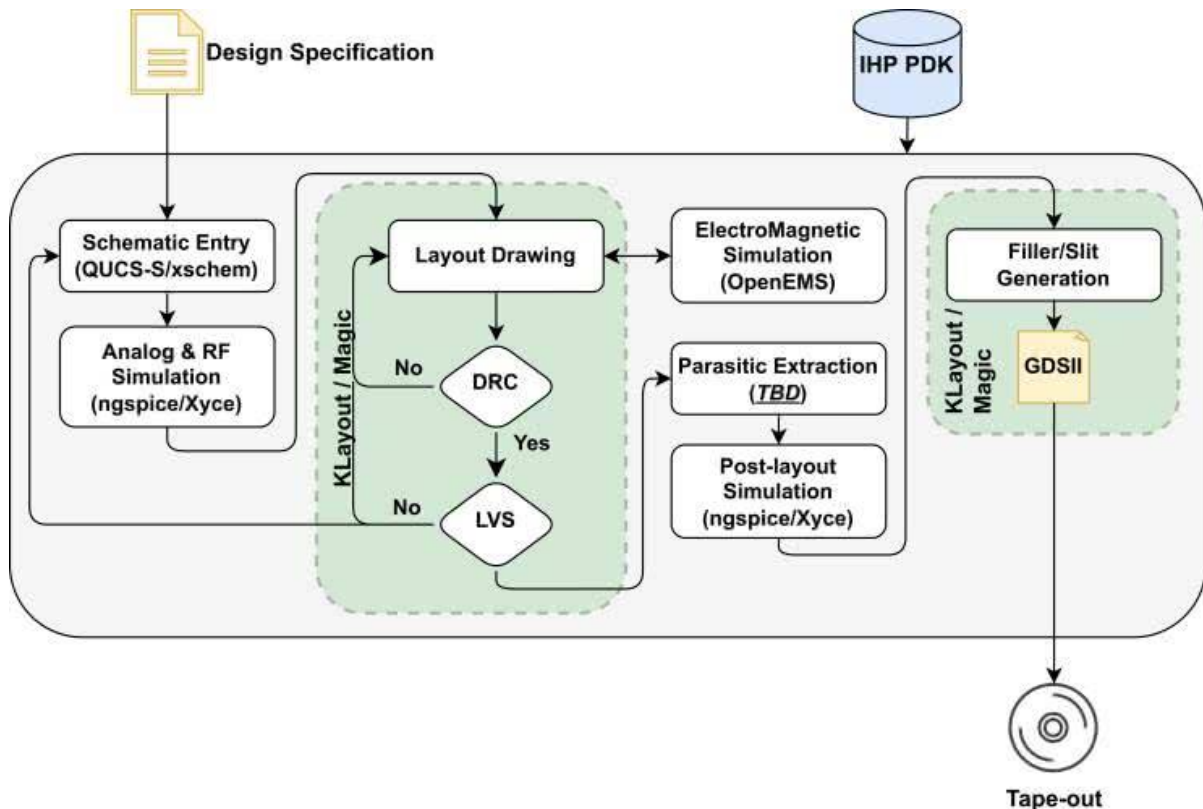 Design Specification
IHP PDK
Schematic Entry
(QUCS-S/xschem)
Analog & RF
Simulation
(ngspice/Xyce)
KLayout / Magic
Layout Drawing
No
DRC
Yes
No
LVS
ElectroMagnetic
Simulation
(OpenEMS)
Parasitic Extraction
(TBD)
Post-layout
Simulation
(ngspice/Xyce)
KLayout /
Magic
Filler/Slit
Generation
GDSII
Tape-out